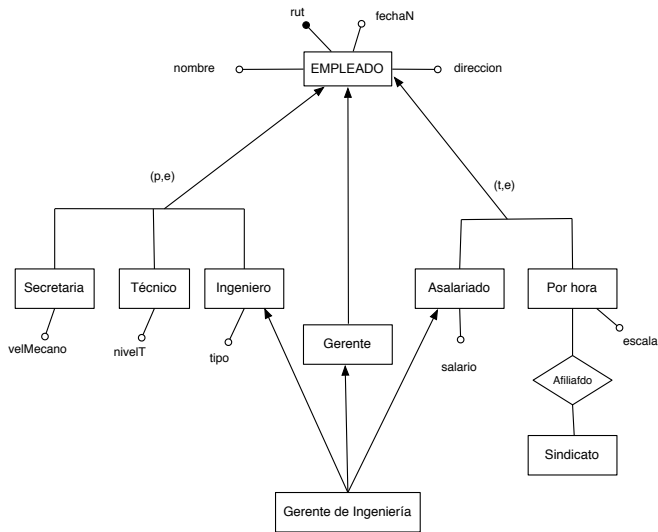 rut
fechaN
nombre
EMPLEADO
direccion
(p,e)
(t,e)
Secretaria
Técnico
Ingeniero
Asalariado
Por hora
velMecano
nivelT
tipo
Gerente
salario
escala
Afiliafdo
Sindicato
Gerente de Ingeniería